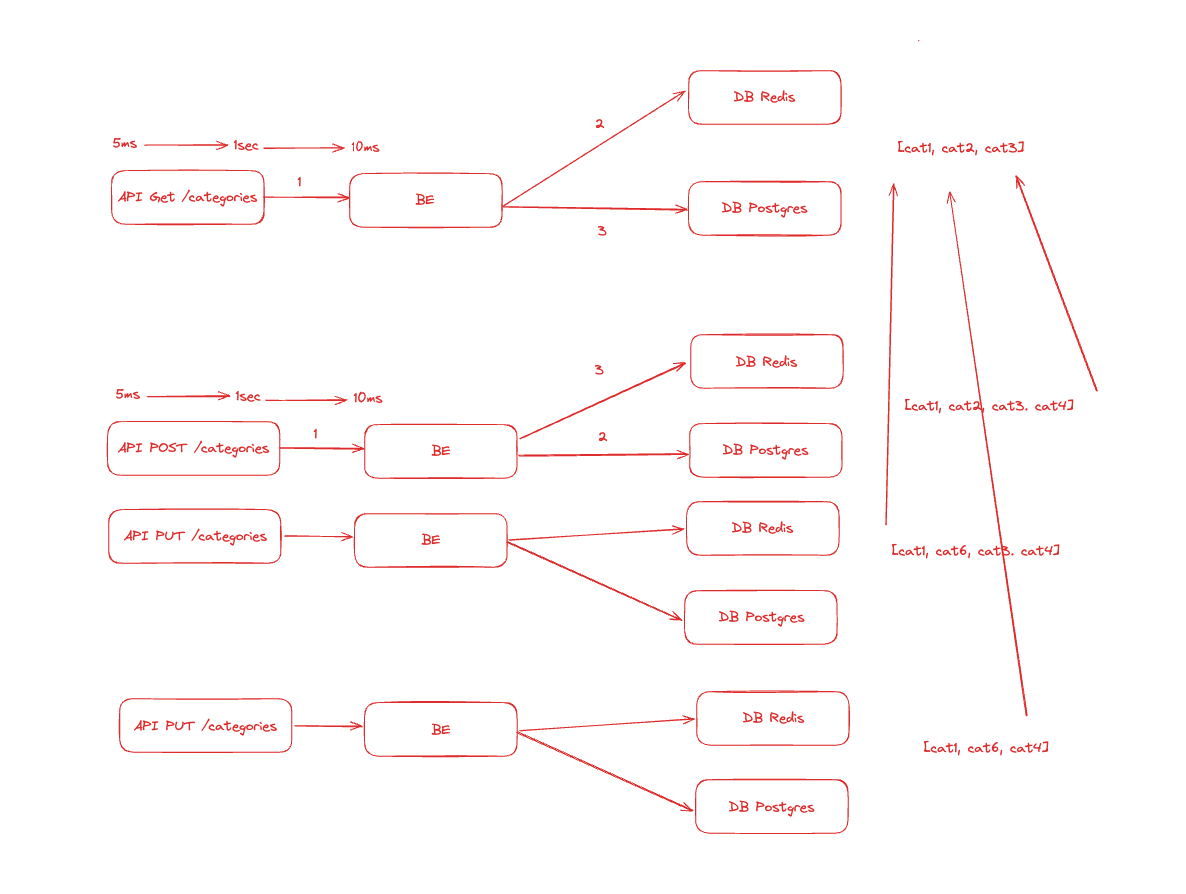 DB Redis
2
5ms
1sec
10ms
[cat1, cat2, cat3]
API Get /categories
1
BE
DB Postgres
3
DB Redis
3
5ms
1sec
10ms
[cat1, cat2, cat3. cat4]
API POST /categories
1
BE
2
DB Postgres
API PUT /categories
BE
DB Redis
[cat1, cat6, cat3. cat4]
DB Postgres
API PUT /categories
BE
DB Redis
[cat1, cat6, cat4]
DB Postgres